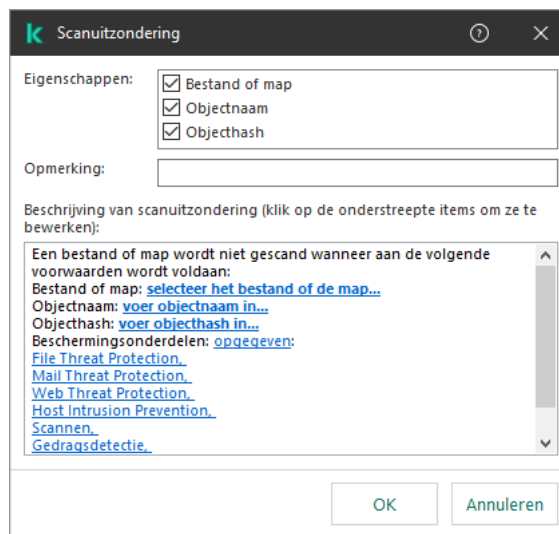 Scanuitzondering
Eigenschappen:
Bestand of map
Objectnaam
Objecthash
Opmerking:
Beschrijving van scanuitzondering (klik op de onderstreepte items om ze te
bewerken):
Een bestand of map wordt niet gescand wanneer aan de volgende
voorwaarden wordt voldaan:
Bestand of map: selecteer het bestand of de map...
Objectnaam: voer objectnaam in...
Objecthash: voer objecthash in...
Beschermingsonderdelen: opgegeven:
File Threat Protection,
Mail Threat Protection,
Web Threat Protection,
Host Intrusion Prevention,
Scannen,
Gedragsdetectie,
OK Annuleren